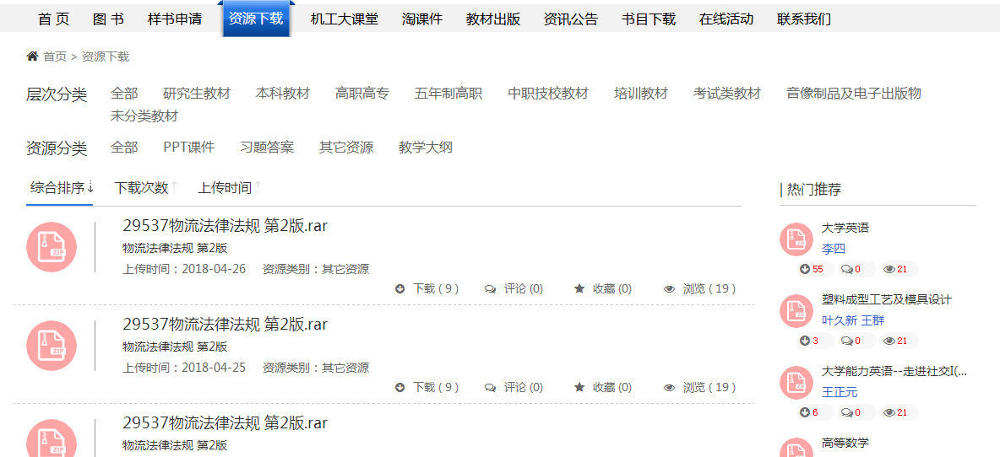 首 页 图 书 样书申请 资源下载 机工大课堂 淘课件 教材出版 资讯公告 书目下载 在线活动 联系我们
首页 > 资源下载
层次分类 全部 研究生教材 本科教材 高职高专 五年制高职 中职技校教材 培训教材 考试类教材 音像制品及电子出版物
未分类教材
资源分类 全部 PPT课件 习题答案 其它资源 教学大纲
综合排序↓ 下载次数↑ 上传时间↑
29537物流法律法规 第2版.rar
物流法律法规 第2版
上传时间：2018-04-26 资源类别：其它资源
下载 ( 9 ) 评论 (0) 收藏 (0) 浏览 ( 19 )
ZIP
29537物流法律法规 第2版.rar
物流法律法规 第2版
上传时间：2018-04-25 资源类别：其它资源
下载 ( 9 ) 评论 (0) 收藏 (0) 浏览 ( 19 )
ZIP
29537物流法律法规 第2版.rar
物流法律法规 第2版
ZIP
热门推荐
大学英语
李四
55 0 21
塑料成型工艺及模具设计
叶久新 王群
3 0 21
大学能力英语--走进社交I(...
王正元
6 0 21
高等数学